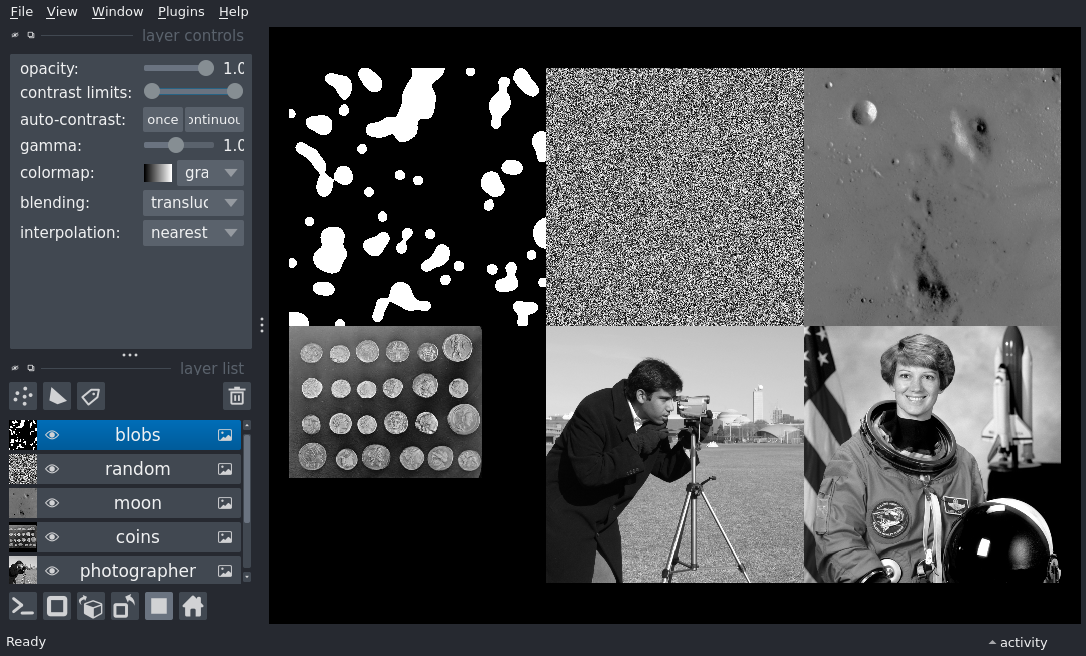 File View Window Plugins Help
layer controls
opacity: 1.0
contrast limits:
auto-contrast: once ontinuou
gamma: 1.0
colormap: gra
blending: transluc
interpolation: nearest
layer list
blobs
random
moon
coins
photographer
Ready
activity